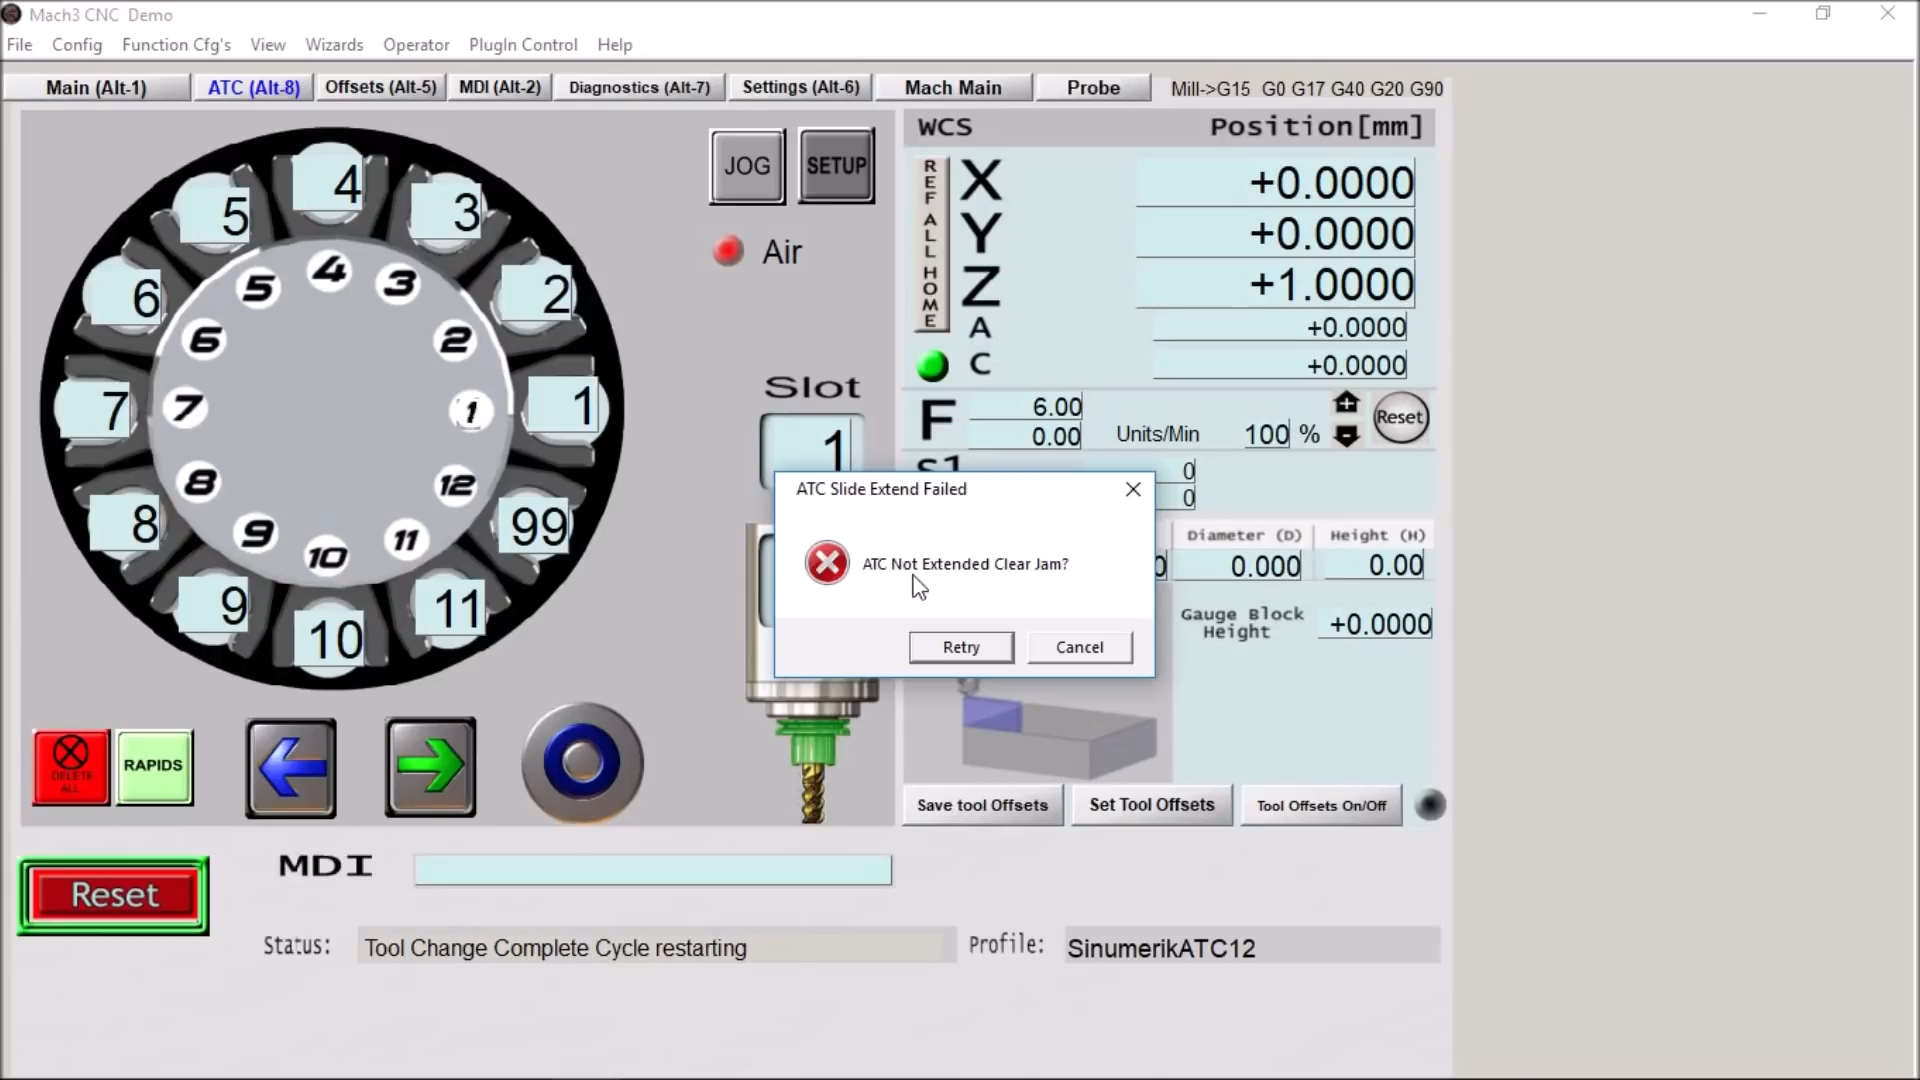 Mach3 CNC  Demo
File Config Function Cfg's View Wizards Operator PlugIn Control Help
Main (Alt-1) ATC (Alt-8) Offsets (Alt-5) MDI (Alt-2) Diagnostics (Alt-7) Settings (Alt-6) Mach Main Probe Mill->G15  G0 G17 G40 G20 G90
4
5
3
6
2
7
1
8
99
9
11
10
4
5
3
6
2
7
1
8
12
9
11
10
JOG SETUP
Air
Slot
1
WCS Position[mm]
REF ALL HOME
X +0.0000
Y +0.0000
Z +1.0000
A +0.0000
C +0.0000
F 6.00
0.00 Units/Min 100 % Reset
S1 0
0
Diameter (D) Height (H)
0 0.000 0.00
Gauge Block
Height +0.0000
ATC Slide Extend Failed
ATC Not Extended Clear Jam?
Retry Cancel
DELETE
ALL
RAPIDS
Save tool Offsets Set Tool Offsets Tool Offsets On/Off
Reset
MDI
Status: Tool Change Complete Cycle restarting Profile: SinumerikATC12